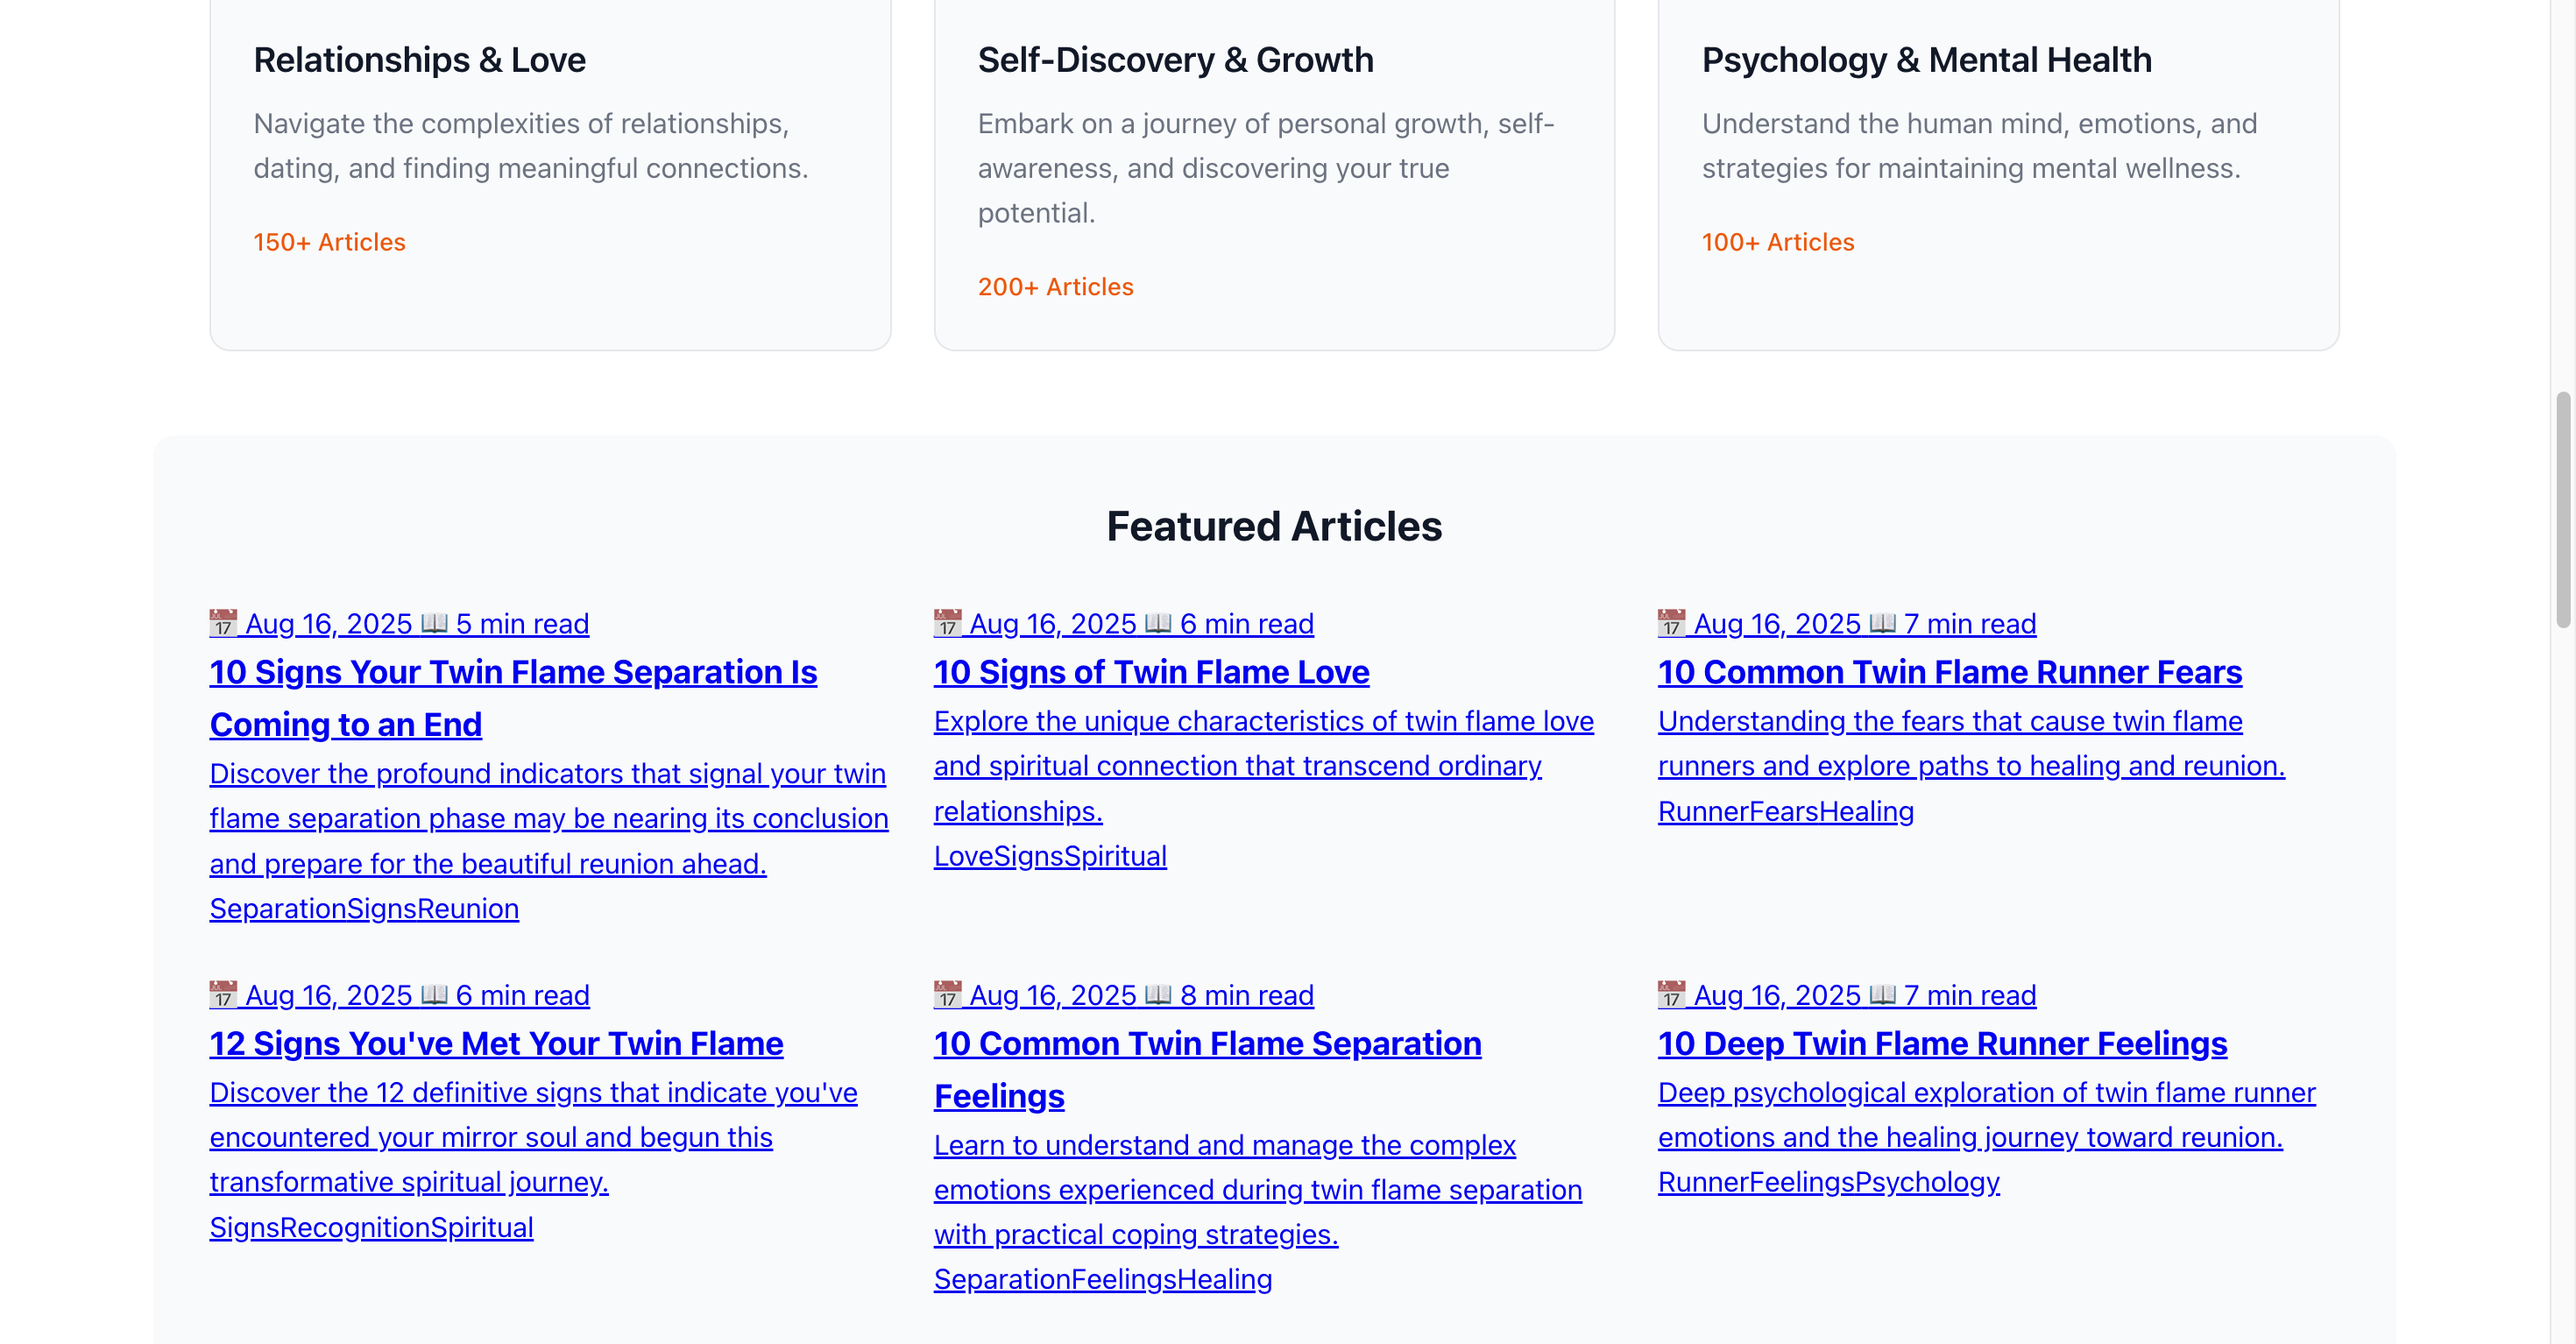 Relationships & Love
Navigate the complexities of relationships,
dating, and finding meaningful connections.
150+ Articles
Self-Discovery & Growth
Embark on a journey of personal growth, self-
awareness, and discovering your true
potential.
200+ Articles
Psychology & Mental Health
Understand the human mind, emotions, and
strategies for maintaining mental wellness.
100+ Articles
Featured Articles
📅 Aug 16, 2025 📖 5 min read
10 Signs Your Twin Flame Separation Is
Coming to an End
Discover the profound indicators that signal your twin
flame separation phase may be nearing its conclusion
and prepare for the beautiful reunion ahead.
SeparationSignsReunion
📅 Aug 16, 2025 📖 6 min read
10 Signs of Twin Flame Love
Explore the unique characteristics of twin flame love
and spiritual connection that transcend ordinary
relationships.
LoveSignsSpiritual
📅 Aug 16, 2025 📖 7 min read
10 Common Twin Flame Runner Fears
Understanding the fears that cause twin flame
runners and explore paths to healing and reunion.
RunnerFearsHealing
📅 Aug 16, 2025 📖 6 min read
12 Signs You've Met Your Twin Flame
Discover the 12 definitive signs that indicate you've
encountered your mirror soul and begun this
transformative spiritual journey.
SignsRecognitionSpiritual
📅 Aug 16, 2025 📖 8 min read
10 Common Twin Flame Separation
Feelings
Learn to understand and manage the complex
emotions experienced during twin flame separation
with practical coping strategies.
SeparationFeelingsHealing
📅 Aug 16, 2025 📖 7 min read
10 Deep Twin Flame Runner Feelings
Deep psychological exploration of twin flame runner
emotions and the healing journey toward reunion.
RunnerFeelingsPsychology